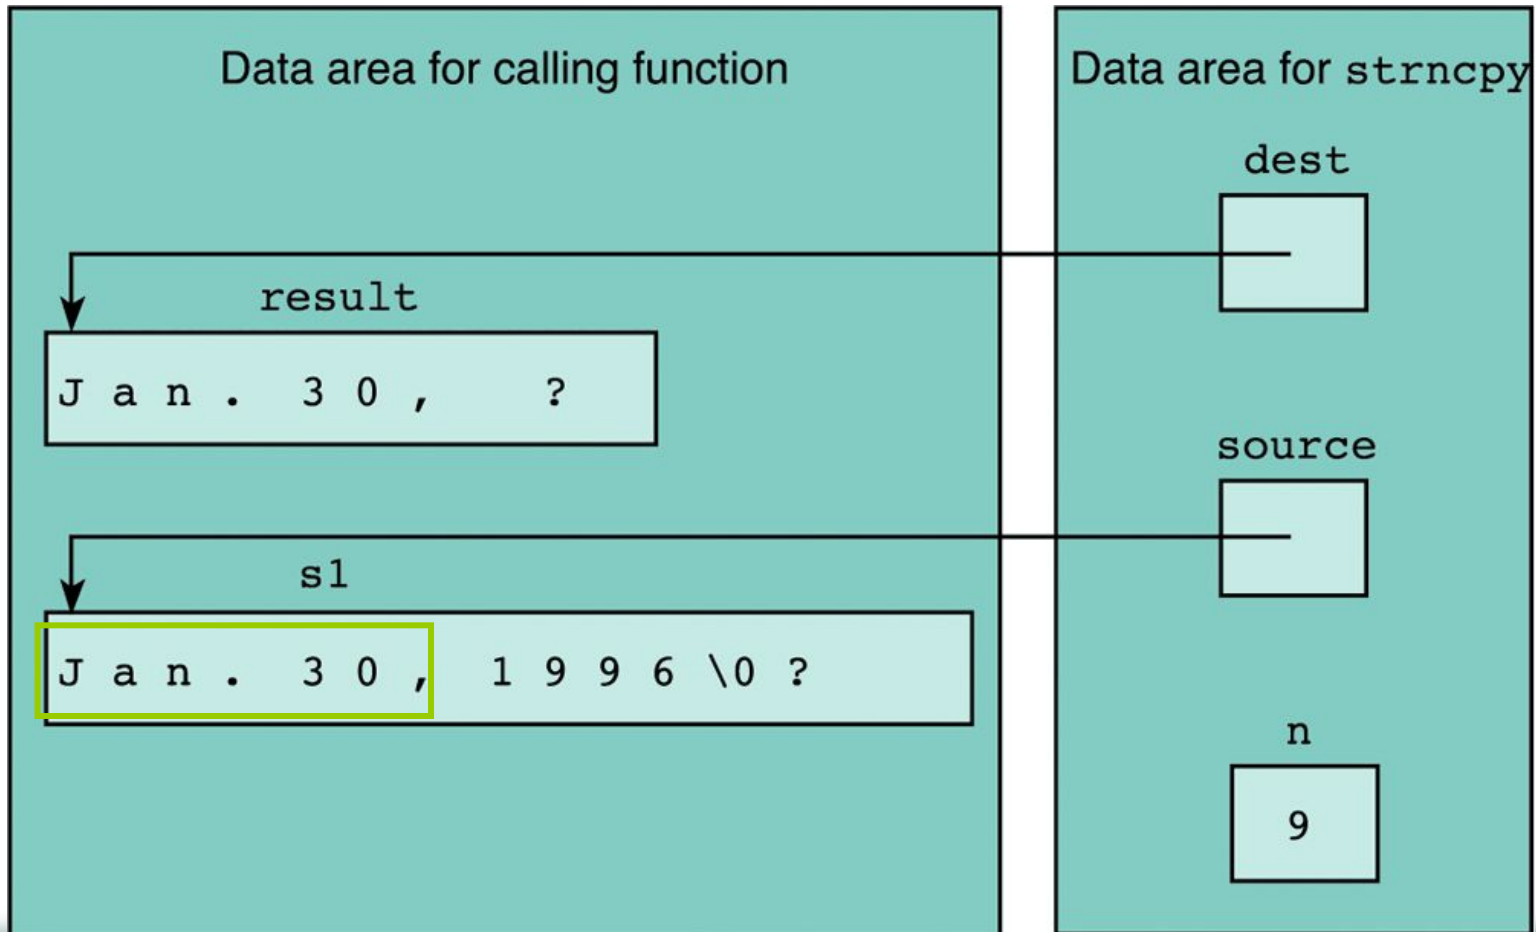 Data area for calling function
result
J a n .   3 0 ,     ?
s1
J a n .   3 0 ,   1 9 9 6 \0 ?
Data area for strncpy
dest
source
n
9